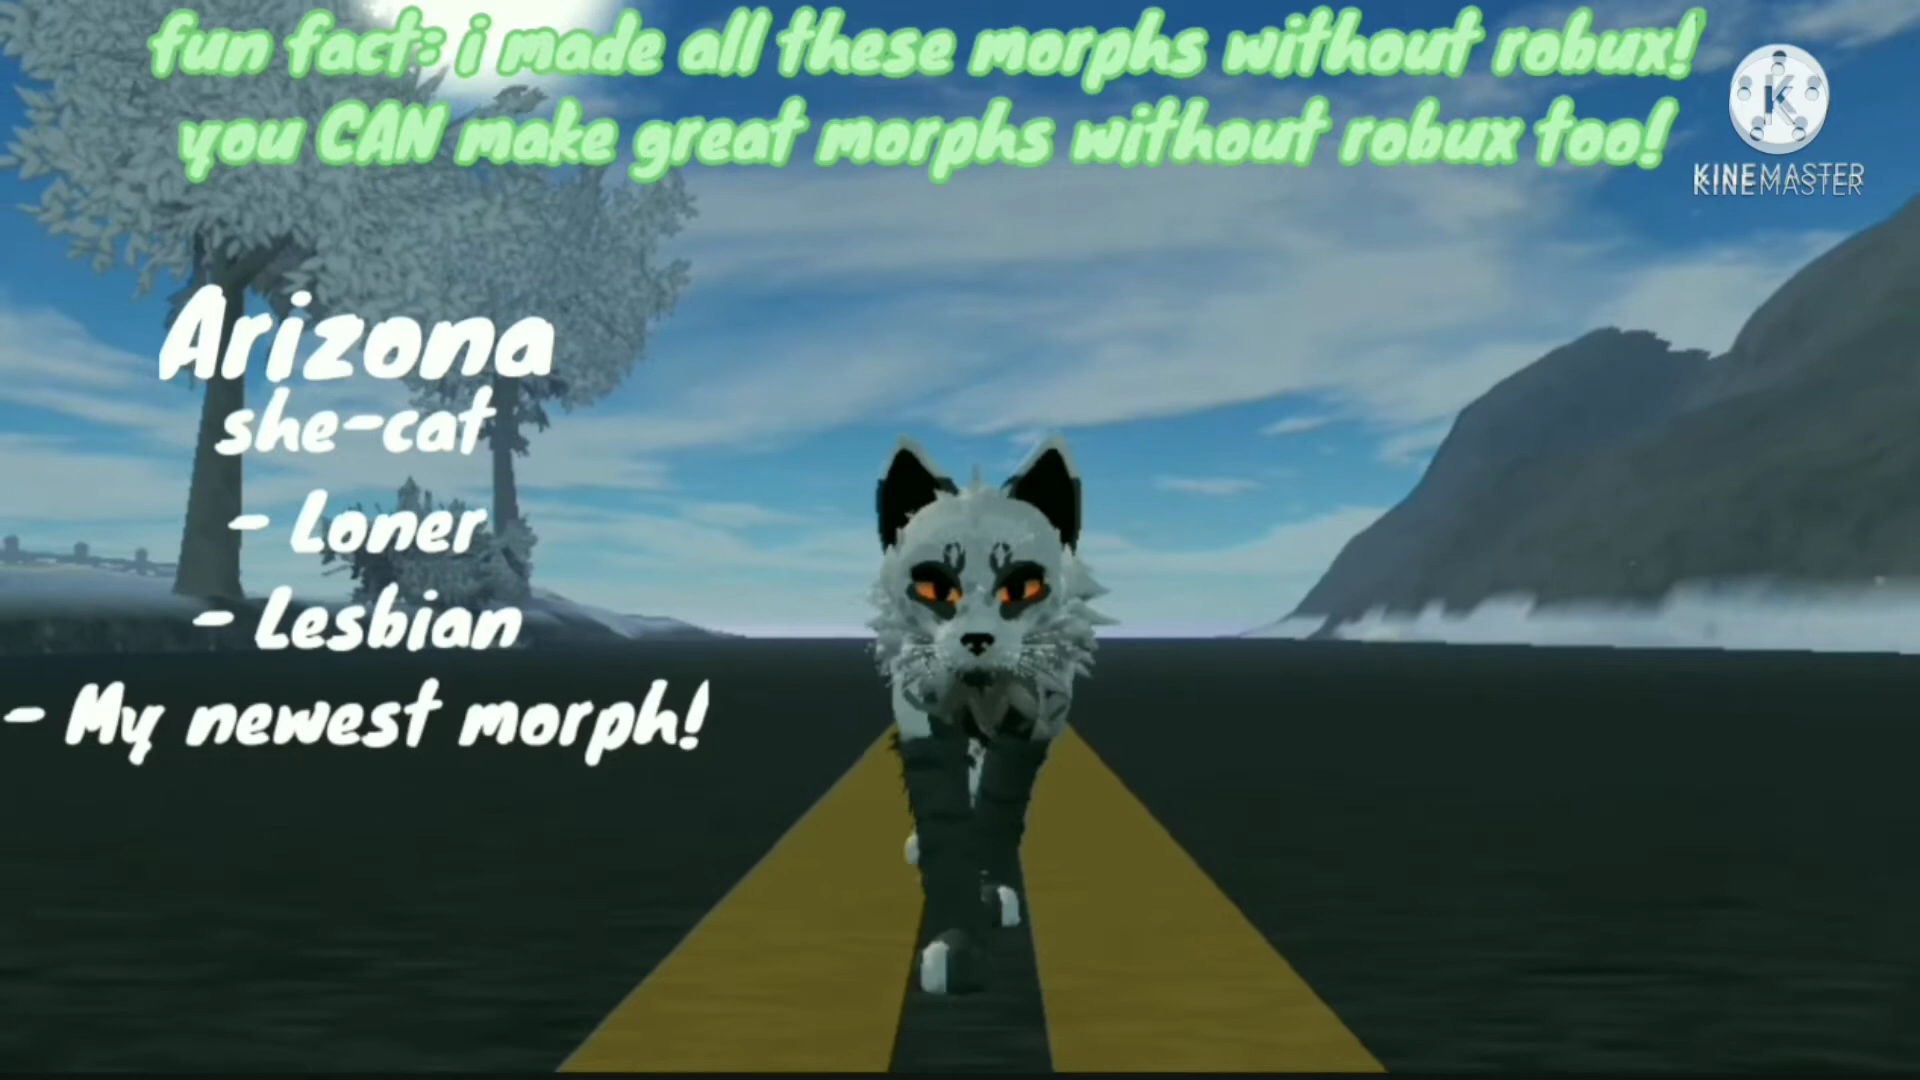 fun fact: i made all these morphs without robux!
you CAN make great morphs without robux too!
K
KINEMASTER
Arizona
she-cat
- Loner
- Lesbian
- My newest morph!